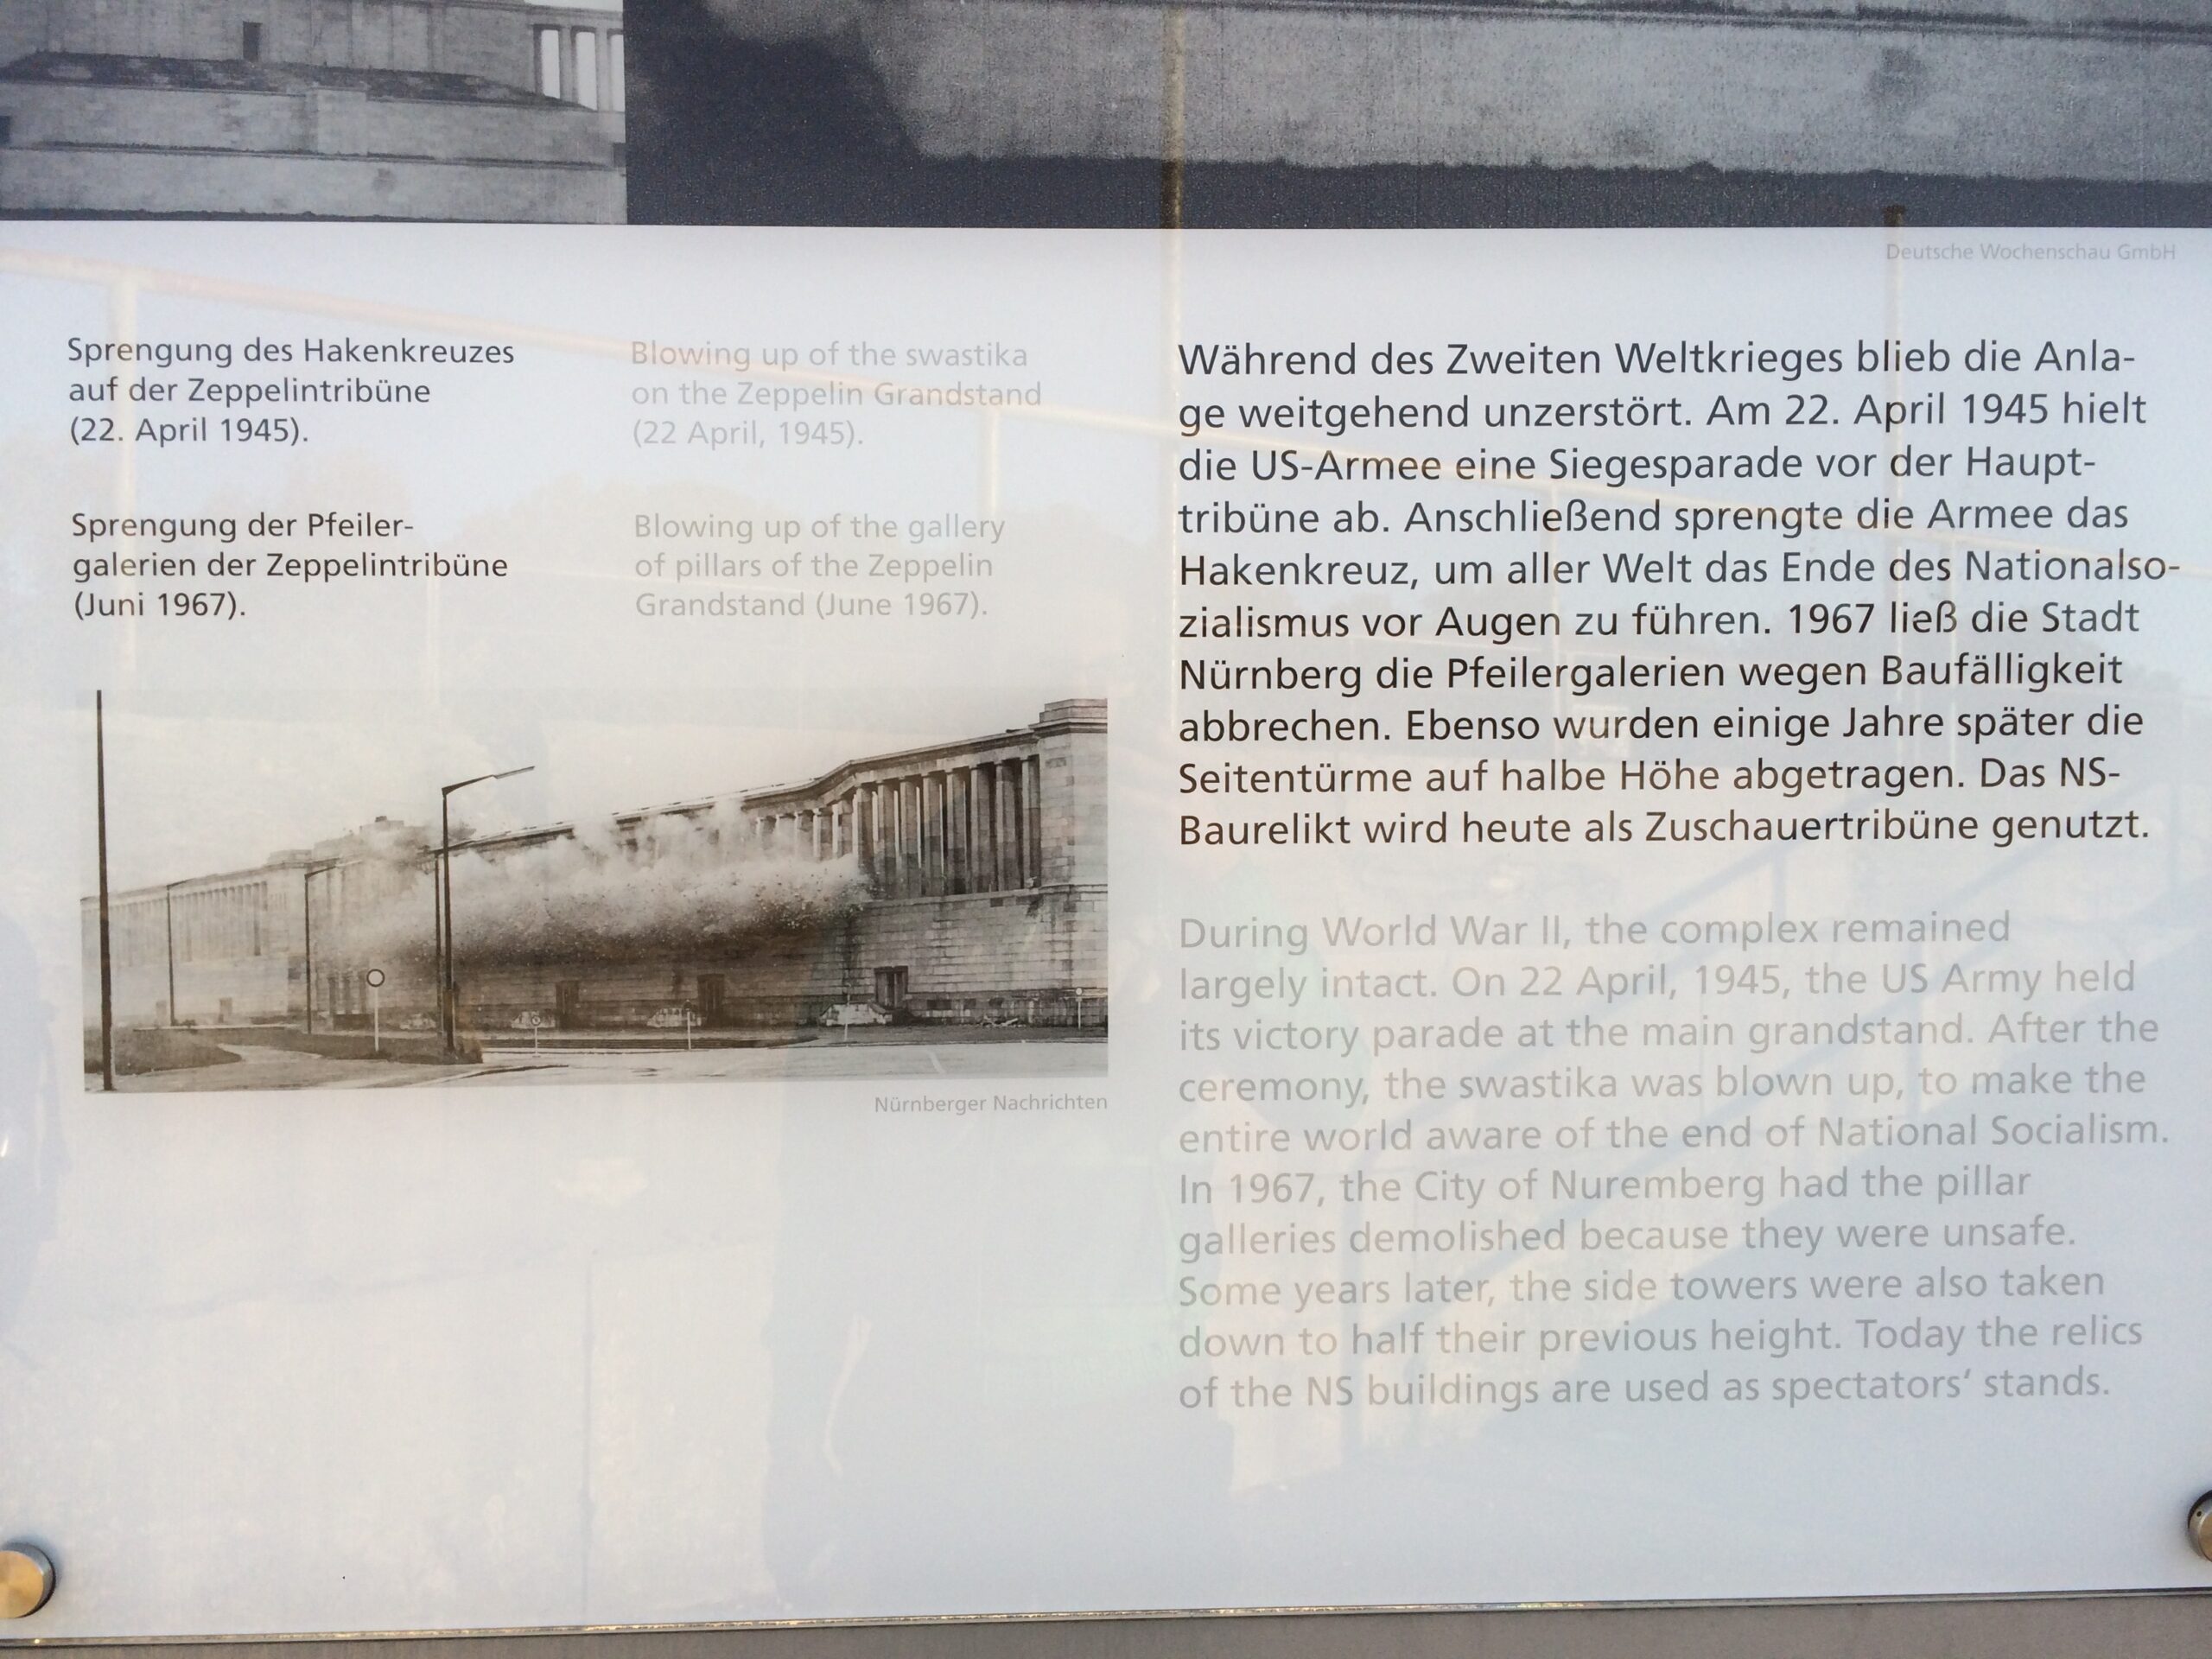 Deutsche Wochenschau GmbH
Sprengung des Hakenkreuzes
auf der Zeppelintribüne
(22. April 1945).
Blowing up of the swastika
on the Zeppelin Grandstand
(22 April, 1945).
Sprengung der Pfeiler-
galerien der Zeppelintribüne
(Juni 1967).
Blowing up of the gallery
of pillars of the Zeppelin
Grandstand (June 1967).
Nürnberger Nachrichten
Während des Zweiten Weltkrieges blieb die Anla-
ge weitgehend unzerstört. Am 22. April 1945 hielt
die US-Armee eine Siegesparade vor der Haupt-
tribüne ab. Anschließend sprengte die Armee das
Hakenkreuz, um aller Welt das Ende des Nationalso-
zialismus vor Augen zu führen. 1967 ließ die Stadt
Nürnberg die Pfeilergalerien wegen Baufälligkeit
abbrechen. Ebenso wurden einige Jahre später die
Seitentürme auf halbe Höhe abgetragen. Das NS-
Baurelikt wird heute als Zuschauertribüne genutzt.
During World War II, the complex remained
largely intact. On 22 April, 1945, the US Army held
its victory parade at the main grandstand. After the
ceremony, the swastika was blown up, to make the
entire world aware of the end of National Socialism.
In 1967, the City of Nuremberg had the pillar
galleries demolished because they were unsafe.
Some years later, the side towers were also taken
down to half their previous height. Today the relics
of the NS buildings are used as spectators‘ stands.